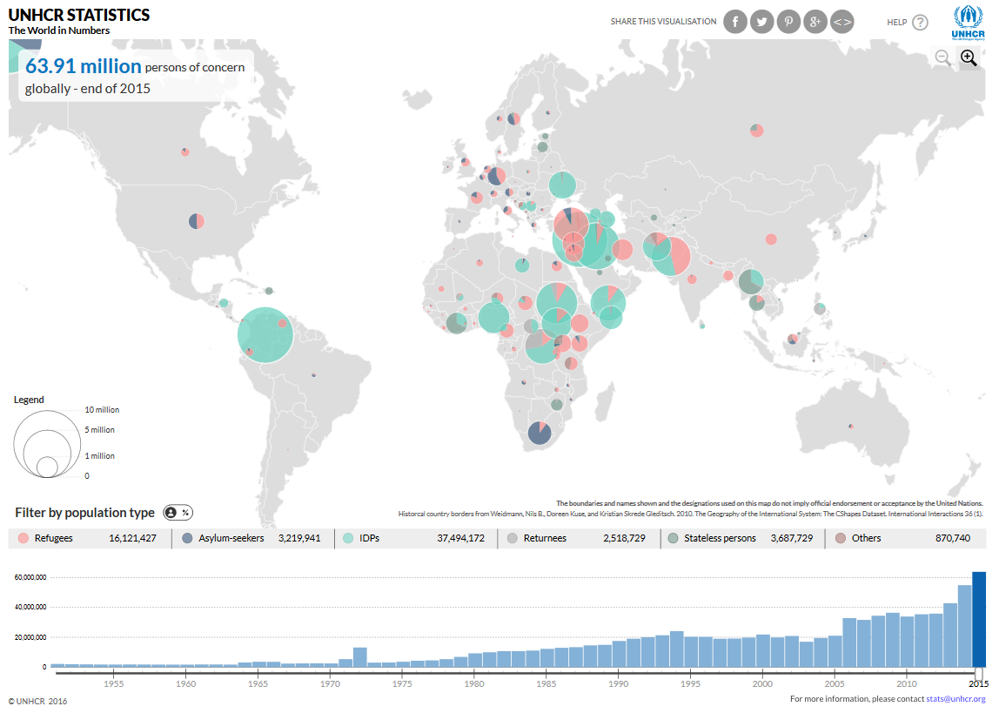 UNHCR STATISTICS
The World in Numbers
SHARE THIS VISUALISATION
f
g+
< >
HELP ?
UNHCR
The UN Refugee Agency
63.91 million persons of concern
globally - end of 2015
Legend
10 million
5 million
1 million
0
Filter by population type
%
The boundaries and names shown and the designations used on this map do not imply official endorsement or acceptance by the United Nations.
Historcal country borders from Weidmann, Nils B., Doreen Kuse, and Kristian Skrede Gleditsch. 2010. The Geography of the International System: The CShapes Dataset. International Interactions 36 (1).
Refugees 16,121,427
Asylum-seekers 3,219,941
IDPs 37,494,172
Returnees 2,518,729
Stateless persons 3,687,729
Others 870,740
60,000,000
40,000,000
20,000,000
0
1955 1965 1965 1970 1975 1980 1985 1990 1995 2000 2005 2010 2015
© UNHCR 2016
For more information, please contact stats@unhcr.org